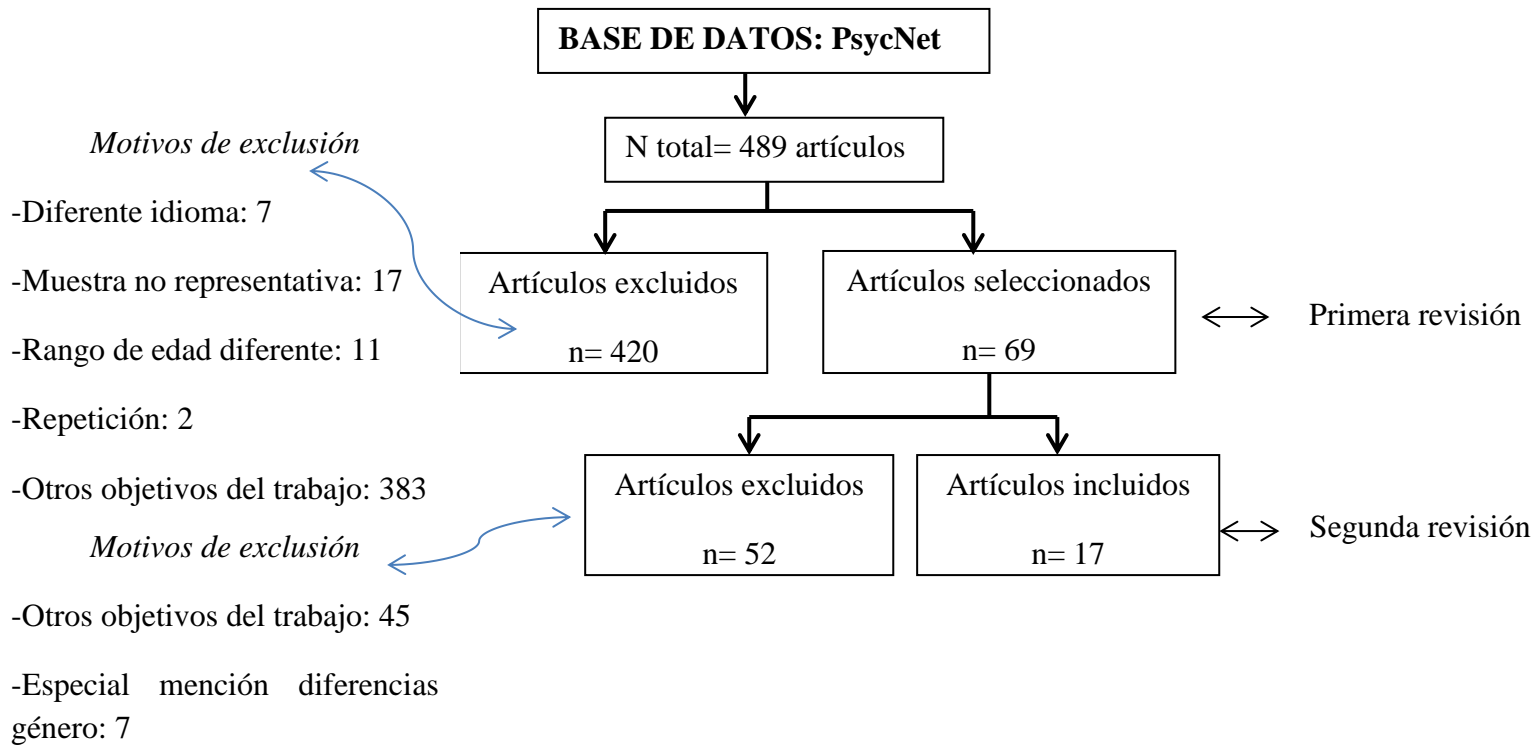 BASE DE DATOS: PsycNet
N total= 489 artículos
Motivos de exclusión
-Diferente idioma: 7
-Muestra no representativa: 17
-Rango de edad diferente: 11
-Repetición: 2
-Otros objetivos del trabajo: 383
Artículos excluidos
n= 420
Artículos seleccionados
n= 69
Primera revisión
Motivos de exclusión
-Otros objetivos del trabajo: 45
-Especial mención diferencias
género: 7
Artículos excluidos
n= 52
Artículos incluidos
n= 17
Segunda revisión